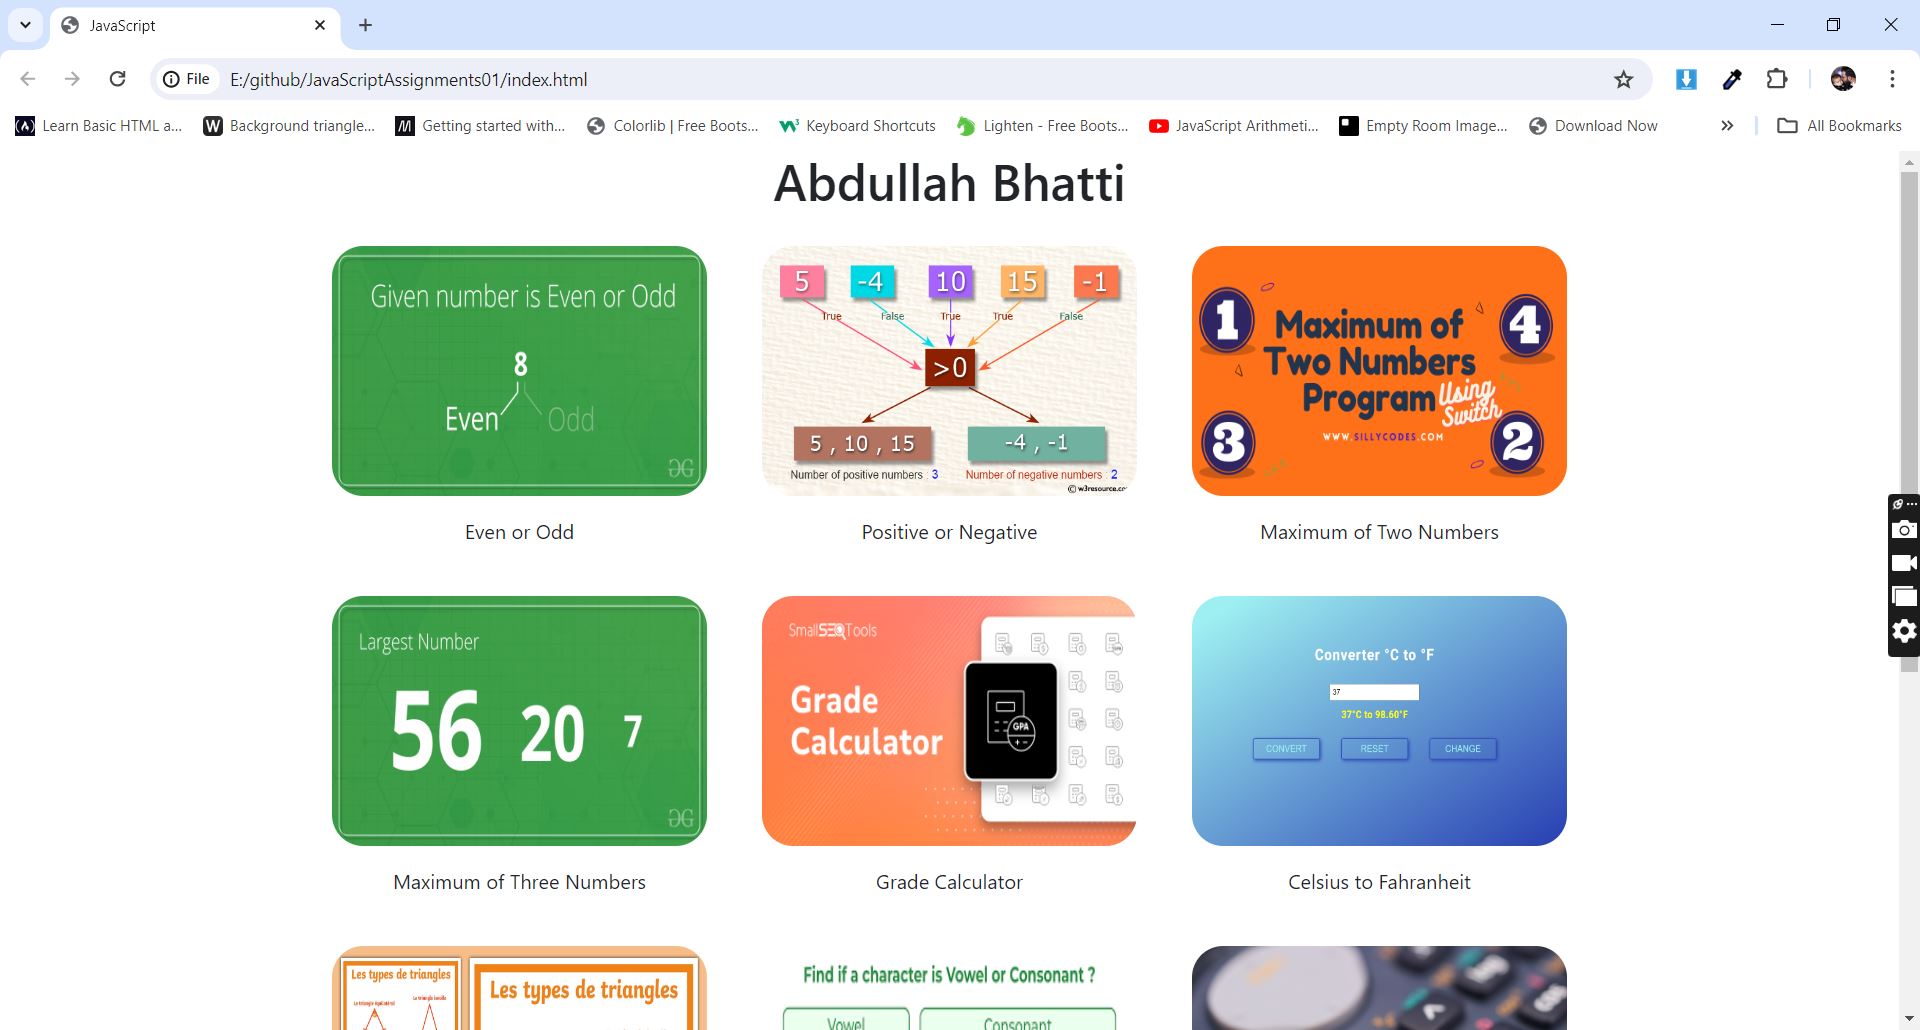 JavaScript
File
E:/github/JavaScriptAssignments01/index.html
Learn Basic HTML a...
Background triangle...
Getting started with...
Colorlib | Free Boots...
Keyboard Shortcuts
Lighten - Free Boots...
JavaScript Arithmeti...
Empty Room Image...
Download Now
All Bookmarks
Abdullah Bhatti
Given number is Even or Odd
8
Even
Odd
5 -4 10 15 -1
True False True True False
>0
5 , 10 , 15
-4 , -1
Number of positive numbers : 3
Number of negative numbers : 2
© w3resource.co
1
4
Maximum of
Two Numbers
Program
Using
Switch
3
2
WWW.SILLYCODES.COM
Even or Odd
Positive or Negative
Maximum of Two Numbers
Largest Number
56 20 7
SmallSEOTools
Grade
Calculator
GPA
Converter °C to °F
37
37°C to 98.60°F
CONVERT
RESET
CHANGE
Maximum of Three Numbers
Grade Calculator
Celsius to Fahranheit
Les types de triangles
Les types de triangles
Find if a character is Vowel or Consonant ?
Vowel
Consonant